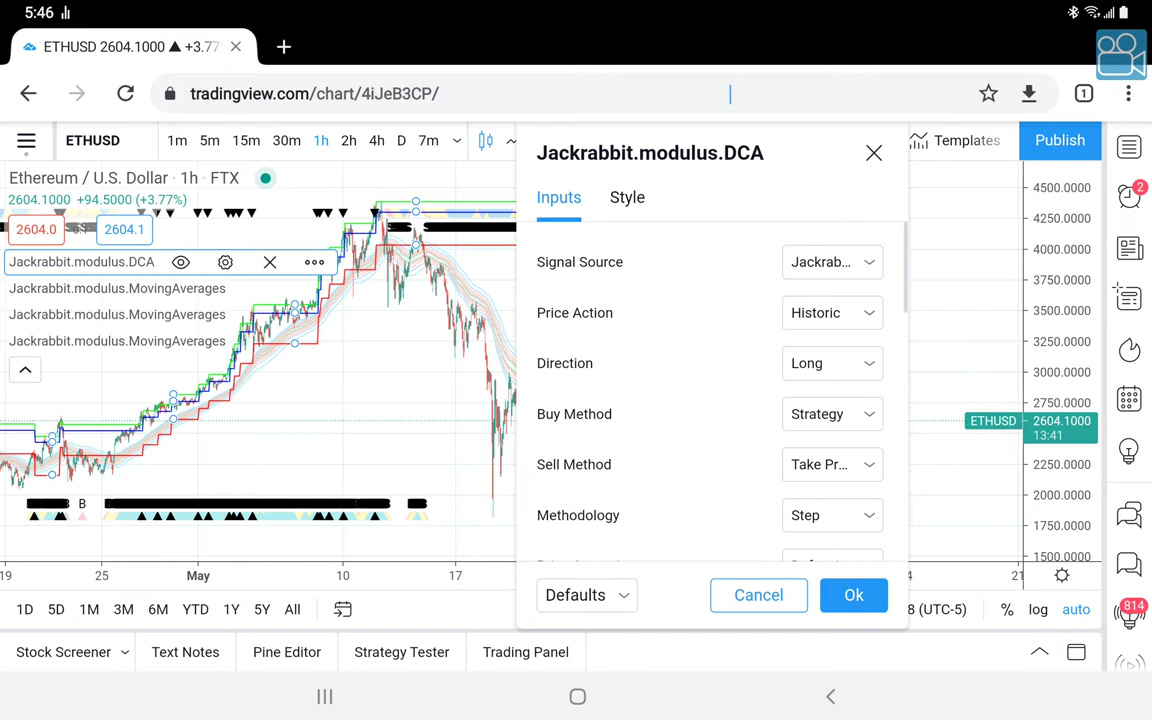 5:46
ETHUSD 2604.1000 ▲ +3.77
tradingview.com/chart/4iJeB3CP/
1
ETHUSD 1m 5m 15m 30m 1h 2h 4h D 7m
Templates
Publish
Ethereum / U.S. Dollar · 1h · FTX
2604.1000 +94.5000 (+3.77%)
2604.0
2604.1
Jackrabbit.modulus.DCA
Jackrabbit.modulus.MovingAverages
Jackrabbit.modulus.MovingAverages
Jackrabbit.modulus.MovingAverages
B
19 25 May 10 17
Jackrabbit.modulus.DCA
Inputs Style
Signal Source Jackrab...
Price Action Historic
Direction Long
Buy Method Strategy
Sell Method Take Pr...
Methodology Step
Defaults
Cancel
Ok
4500.0000
4250.0000
4000.0000
3750.0000
3500.0000
3250.0000
3000.0000
2750.0000
ETHUSD 2604.1000
13:41
2250.0000
2000.0000
1750.0000
1500.0000
21
2
814
1D 5D 1M 3M 6M YTD 1Y 5Y All
8 (UTC-5) % log auto
Stock Screener Text Notes Pine Editor Strategy Tester Trading Panel